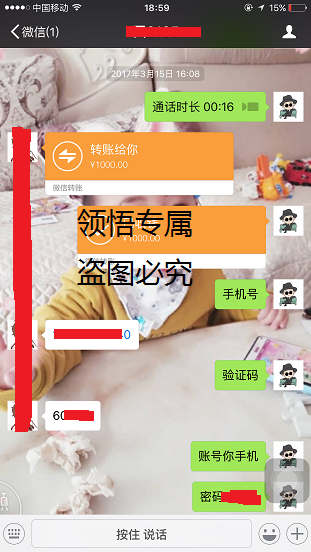 中国移动
18:59
15%
微信(1)
2017年3月15日 16:08
通话时长 00:16
转账给你
¥1000.00
微信转账
领悟专属
¥1000.00
盗图必究
手机号
0
验证码
60
账号你手机
密码
按住 说话